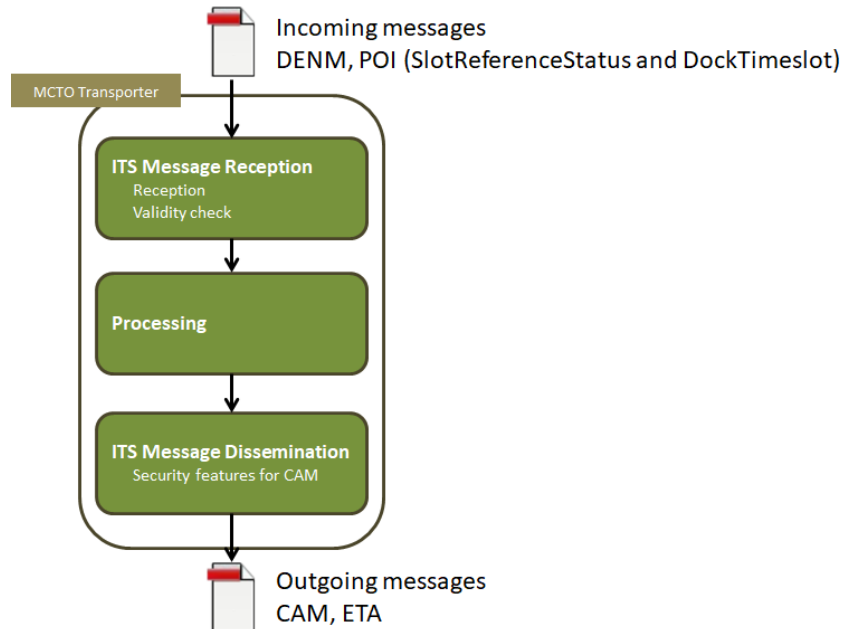 Incoming messages
DENM, POI (SlotReferenceStatus and DockTimeslot)
MCTO Transporter
ITS Message Reception
Reception
Validity check
Processing
ITS Message Dissemination
Security features for CAM
Outgoing messages
CAM, ETA